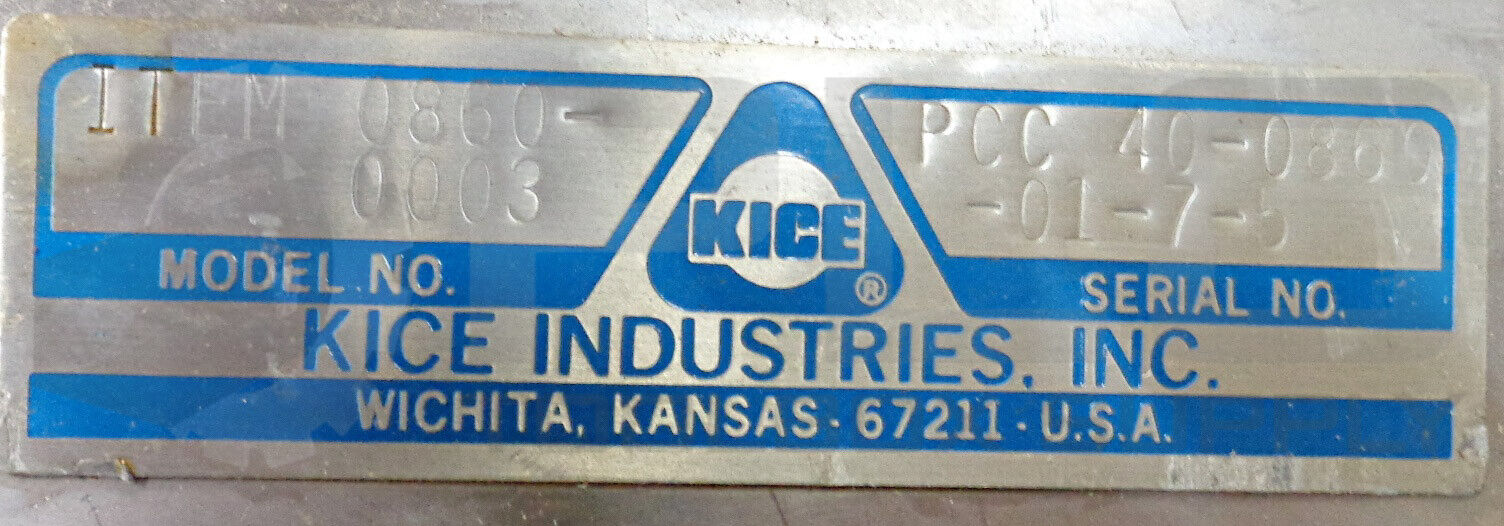 ITEM 0860-
0003
MODEL NO.
KICE
®
PCC 40-0869
-01-7-5
SERIAL NO.
KICE INDUSTRIES, INC.
WICHITA, KANSAS · 67211 · U.S.A.